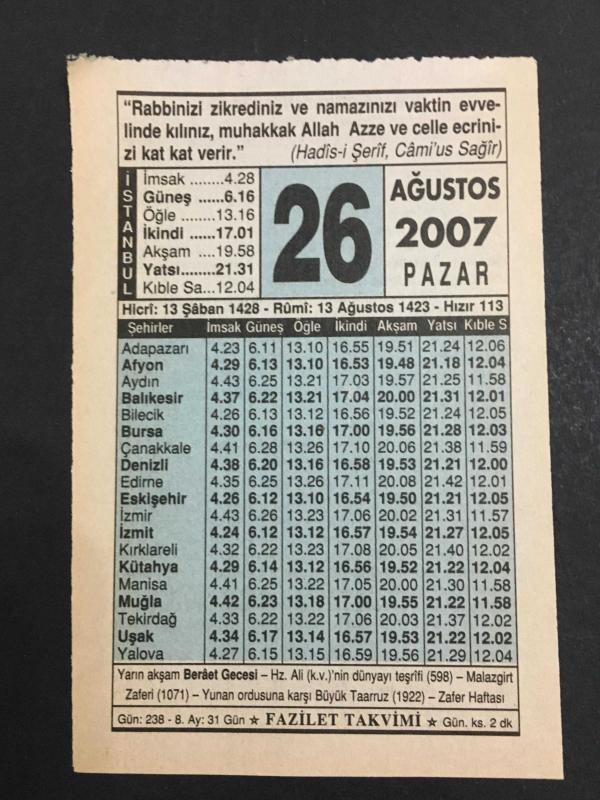 “Rabbinizi zikrediniz ve namazınızı vaktin evve-
linde kılınız, muhakkak Allah Azze ve celle ecrini-
zi kat kat verir.” (Hadîs-i Şerîf, Câmi'us Sağîr)
İSTANBUL
İmsak ........4.28
Güneş ......6.16
Öğle .......13.16
İkindi ......17.01
Akşam ....19.58
Yatsı........21.31
Kıble Sa...12.04
26
AĞUSTOS
2007
PAZAR
Hicrî: 13 Şâban 1428 - Rûmî: 13 Ağustos 1423 - Hızır 113
Şehirler İmsak Güneş Öğle İkindi Akşam Yatsı Kıble S
Adapazarı 4.23 6.11 13.10 16.55 19.51 21.24 12.06
Afyon 4.29 6.13 13.10 16.53 19.48 21.18 12.04
Aydın 4.43 6.25 13.21 17.03 19.57 21.25 11.58
Balıkesir 4.37 6.22 13.21 17.04 20.00 21.31 12.01
Bilecik 4.26 6.13 13.12 16.56 19.52 21.24 12.05
Bursa 4.30 6.16 13.16 17.00 19.56 21.28 12.03
Çanakkale 4.41 6.28 13.26 17.10 20.06 21.38 11.59
Denizli 4.38 6.20 13.16 16.58 19.53 21.21 12.00
Edirne 4.35 6.25 13.26 17.11 20.08 21.42 12.01
Eskişehir 4.26 6.12 13.10 16.54 19.50 21.21 12.05
İzmir 4.43 6.26 13.23 17.06 20.02 21.31 11.57
İzmit 4.24 6.12 13.12 16.57 19.54 21.27 12.05
Kırklareli 4.32 6.22 13.23 17.08 20.05 21.40 12.02
Kütahya 4.29 6.14 13.12 16.56 19.52 21.22 12.04
Manisa 4.41 6.25 13.22 17.05 20.00 21.30 11.58
Muğla 4.42 6.23 13.18 17.00 19.55 21.22 11.58
Tekirdağ 4.33 6.22 13.22 17.06 20.03 21.37 12.02
Uşak 4.34 6.17 13.14 16.57 19.53 21.22 12.02
Yalova 4.27 6.15 13.15 16.59 19.56 21.29 12.04
Yarın akşam Berâet Gecesi – Hz. Ali (k.v.)'nin dünyayı teşrîfi (598) – Malazgirt
Zaferi (1071) – Yunan ordusuna karşı Büyük Taarruz (1922) – Zafer Haftası
Gün: 238 - 8. Ay: 31 Gün ★ FAZİLET TAKVİMİ ★ Gün. ks. 2 dk